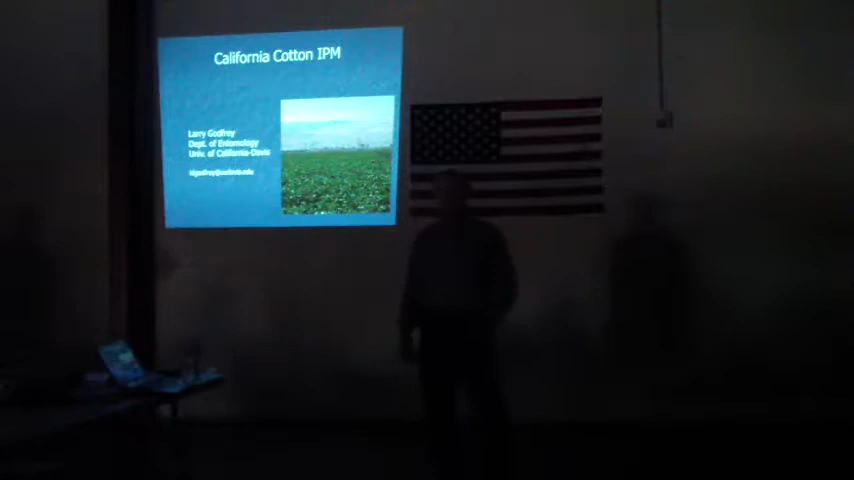 California Cotton IPM
Larry Godfrey
Dept. of Entomology
Univ. of California-Davis